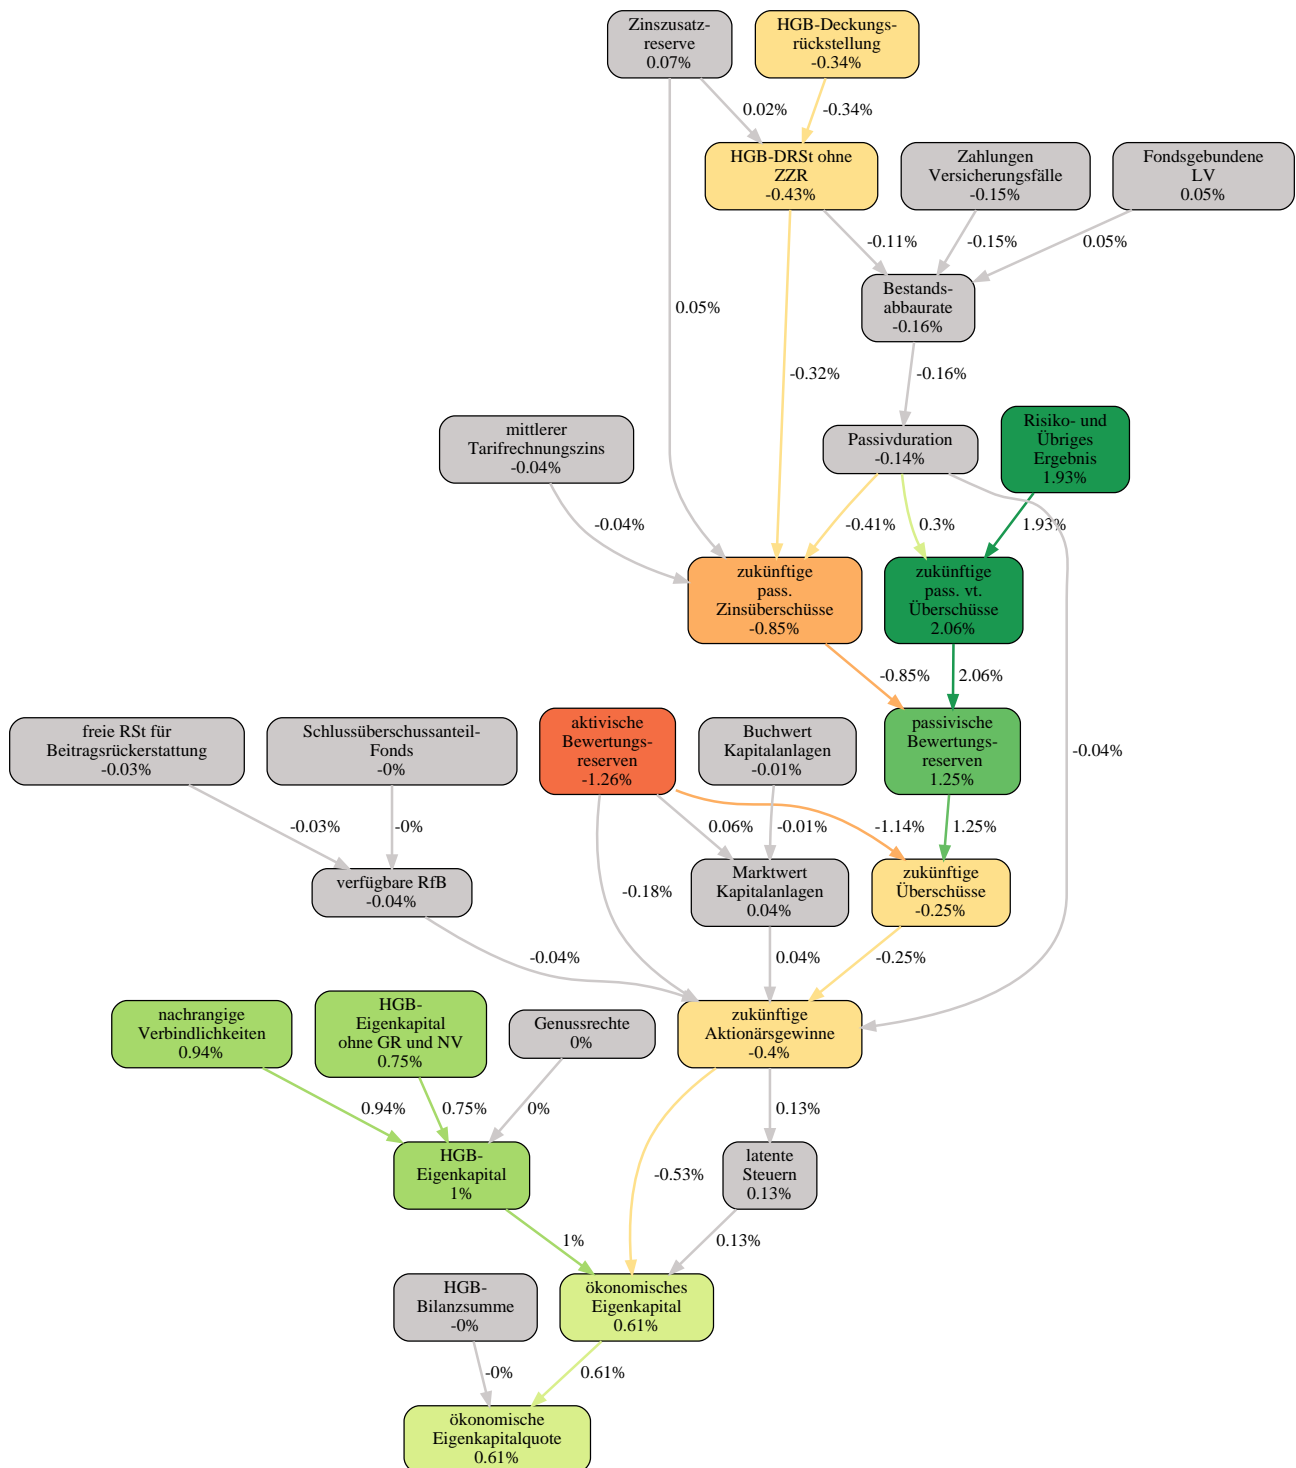 Zinszusatz-
reserve
0.07%
HGB-Deckungs-
rückstellung
-0.34%
0.02%
-0.34%
HGB-DRSt ohne
ZZR
-0.43%
Zahlungen
Versicherungsfälle
-0.15%
Fondsgebundene
LV
0.05%
-0.11%
-0.15%
0.05%
Bestands-
abbaurate
-0.16%
0.05%
-0.32%
-0.16%
mittlerer
Tarifrechnungszins
-0.04%
Passivduration
-0.14%
Risiko- und
Übriges
Ergebnis
1.93%
-0.04%
-0.41%
0.3%
1.93%
zukünftige
pass.
Zinsüberschüsse
-0.85%
zukünftige
pass. vt.
Überschüsse
2.06%
-0.85%
2.06%
freie RSt für
Beitragsrückerstattung
-0.03%
Schlussüberschussanteil-
Fonds
-0%
aktivische
Bewertungs-
reserven
-1.26%
Buchwert
Kapitalanlagen
-0.01%
passivische
Bewertungs-
reserven
1.25%
-0.04%
-0.03%
-0%
0.06%
-0.01%
-1.14%
1.25%
verfügbare RfB
-0.04%
-0.18%
Marktwert
Kapitalanlagen
0.04%
zukünftige
Überschüsse
-0.25%
-0.04%
0.04%
-0.25%
nachrangige
Verbindlichkeiten
0.94%
HGB-
Eigenkapital
ohne GR und NV
0.75%
Genussrechte
0%
zukünftige
Aktionärsgewinne
-0.4%
0.94%
0.75%
0%
0.13%
HGB-
Eigenkapital
1%
-0.53%
latente
Steuern
0.13%
1%
0.13%
HGB-
Bilanzsumme
-0%
ökonomisches
Eigenkapital
0.61%
-0%
0.61%
ökonomische
Eigenkapitalquote
0.61%